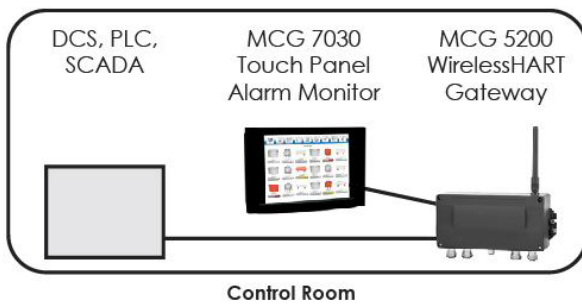 DCS, PLC,
SCADA
MCG 7030
Touch Panel
Alarm Monitor
MCG 5200
WirelessHART
Gateway
Control Room